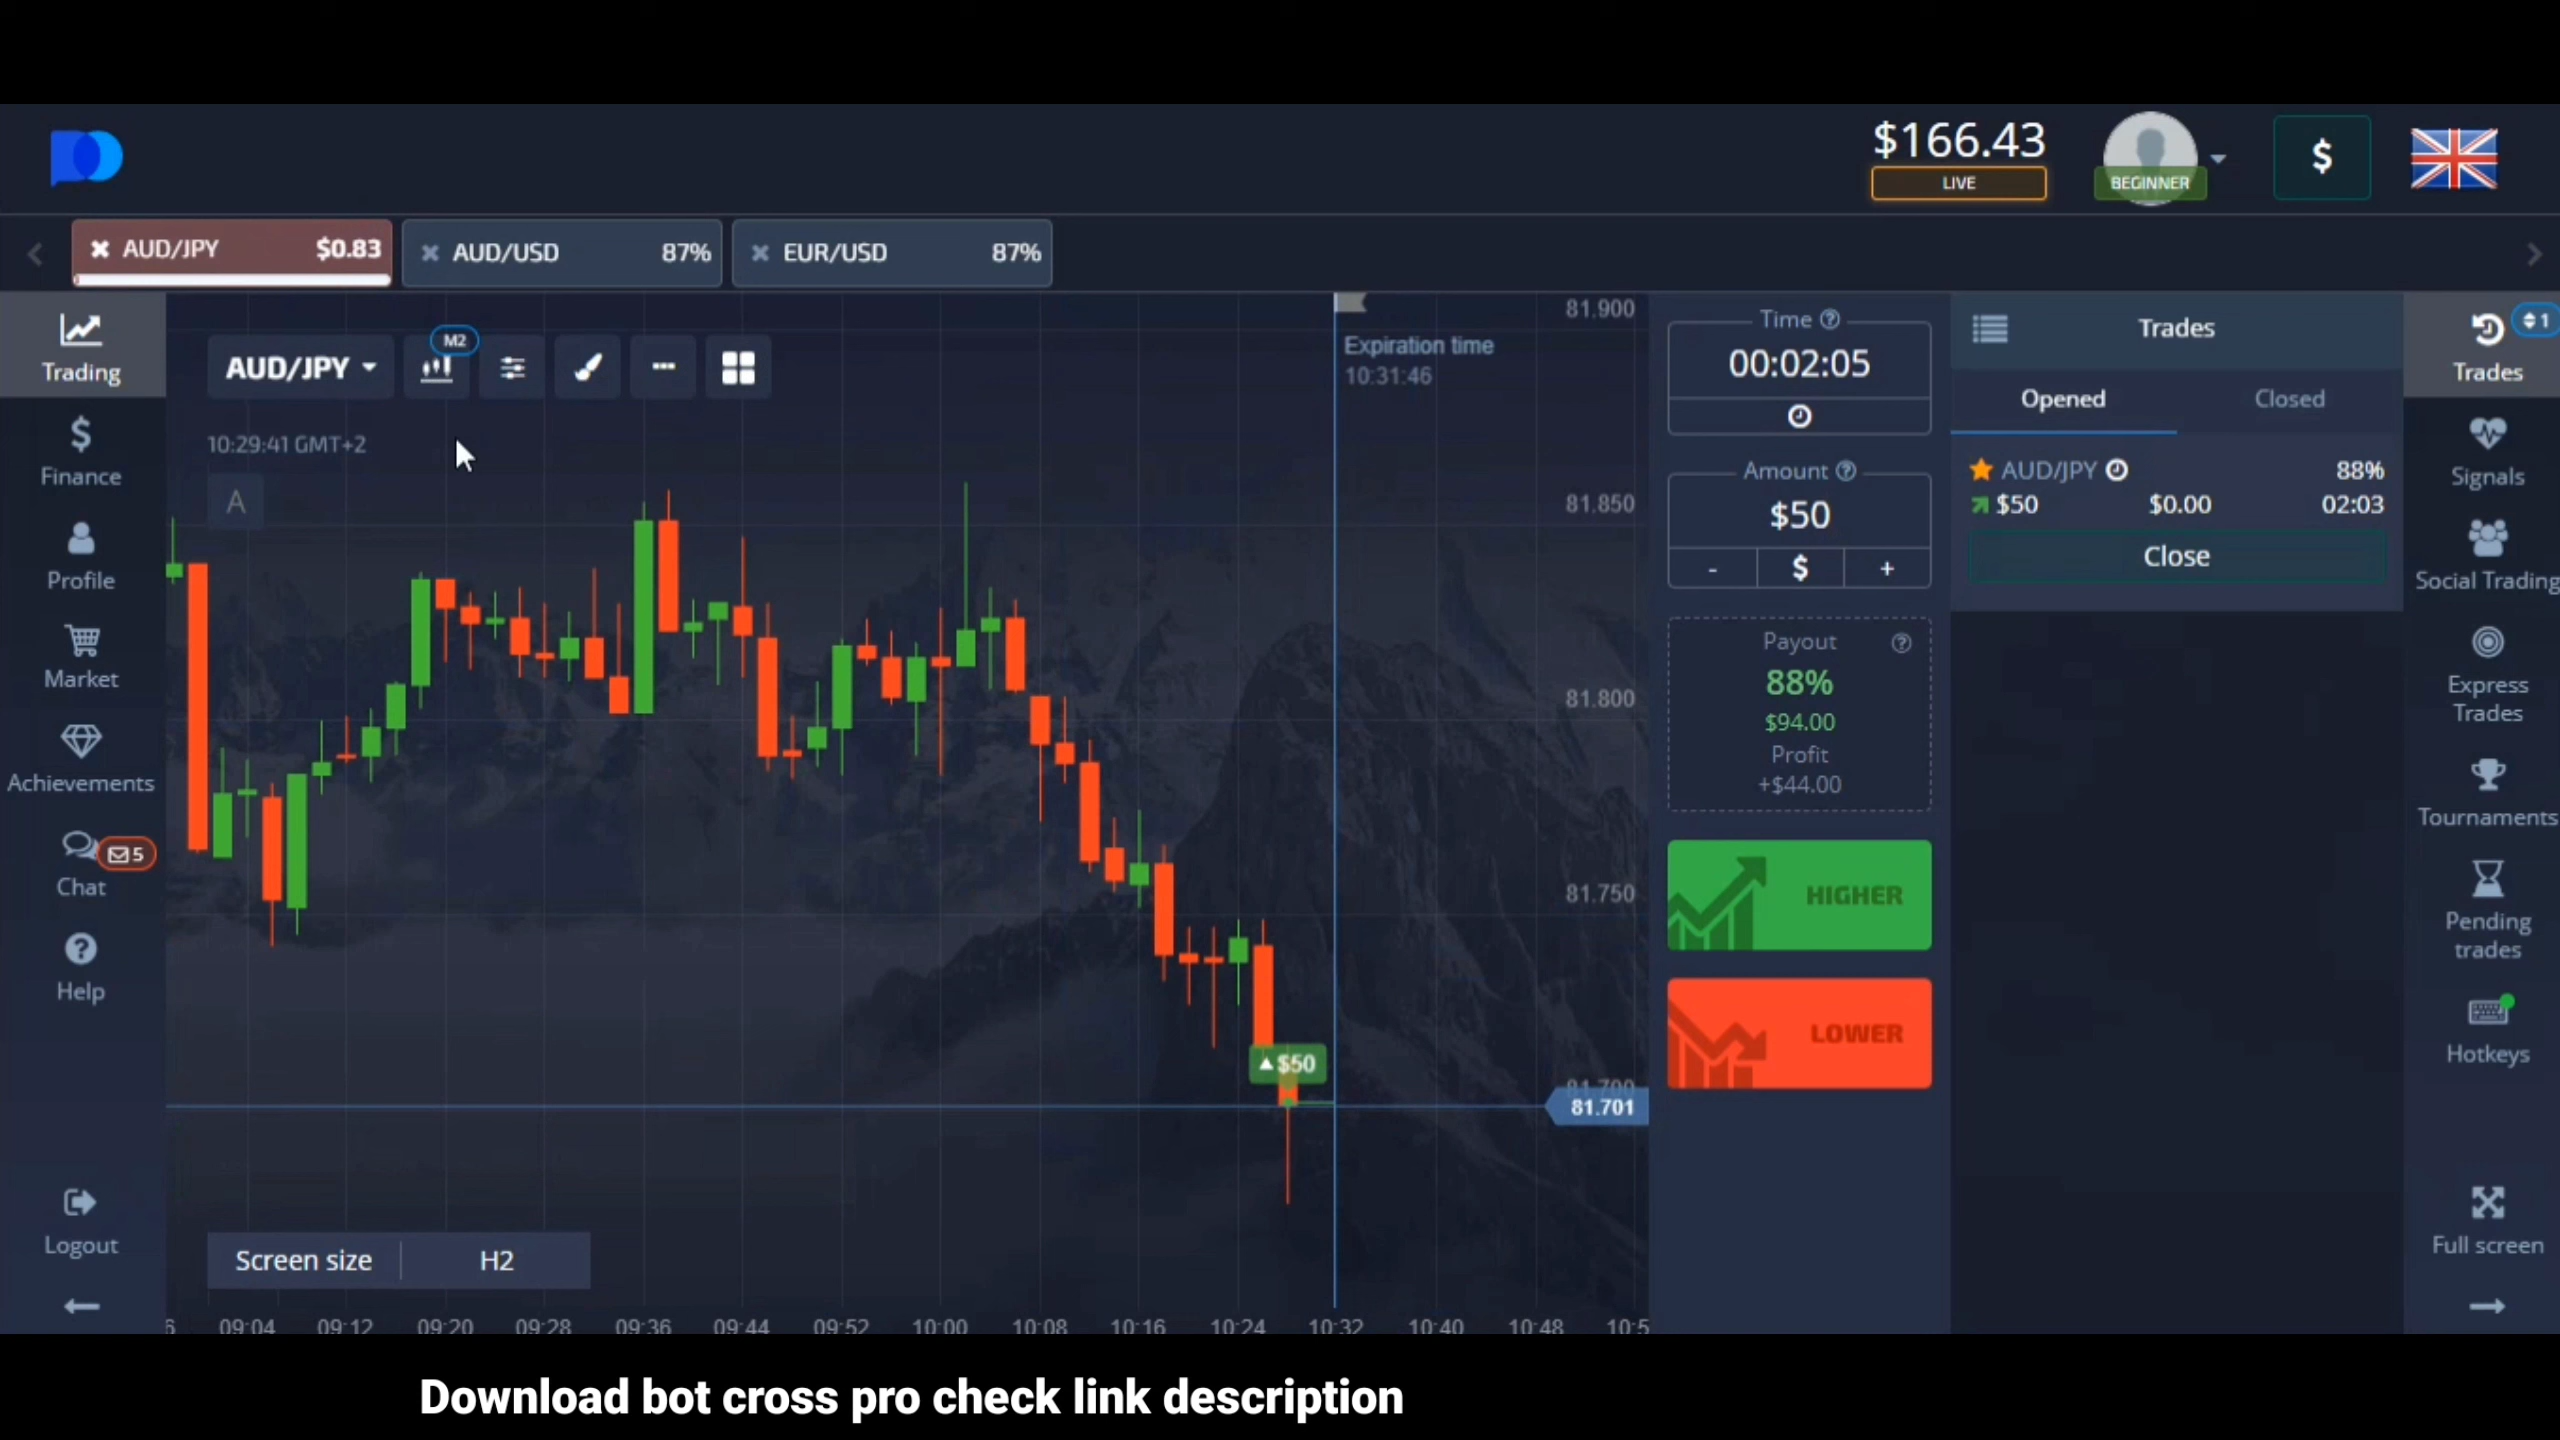 $166.43
LIVE
BEGINNER
$
AUD/JPY $0.83
AUD/USD 87%
EUR/USD 87%
Trading
Finance
Profile
Market
Achievements
5
Chat
Help
Logout
AUD/JPY
M2
10:29:41 GMT+2
A
Expiration time
10:31:46
81.900
81.850
81.800
81.750
81.700
81.701
$50
Screen size H2
6 09:04 09:12 09:20 09:28 09:36 09:44 09:52 10:00 10:08 10:16 10:24 10:32 10:40 10:48 10:5
Time
00:02:05
Amount
$50
- $ +
Payout
88%
$94.00
Profit
+$44.00
HIGHER
LOWER
Trades
Opened Closed
AUD/JPY 88%
$50 $0.00 02:03
Close
1
Trades
Signals
Social Trading
Express
Trades
Tournaments
Pending
trades
Hotkeys
Full screen
Download bot cross pro check link description